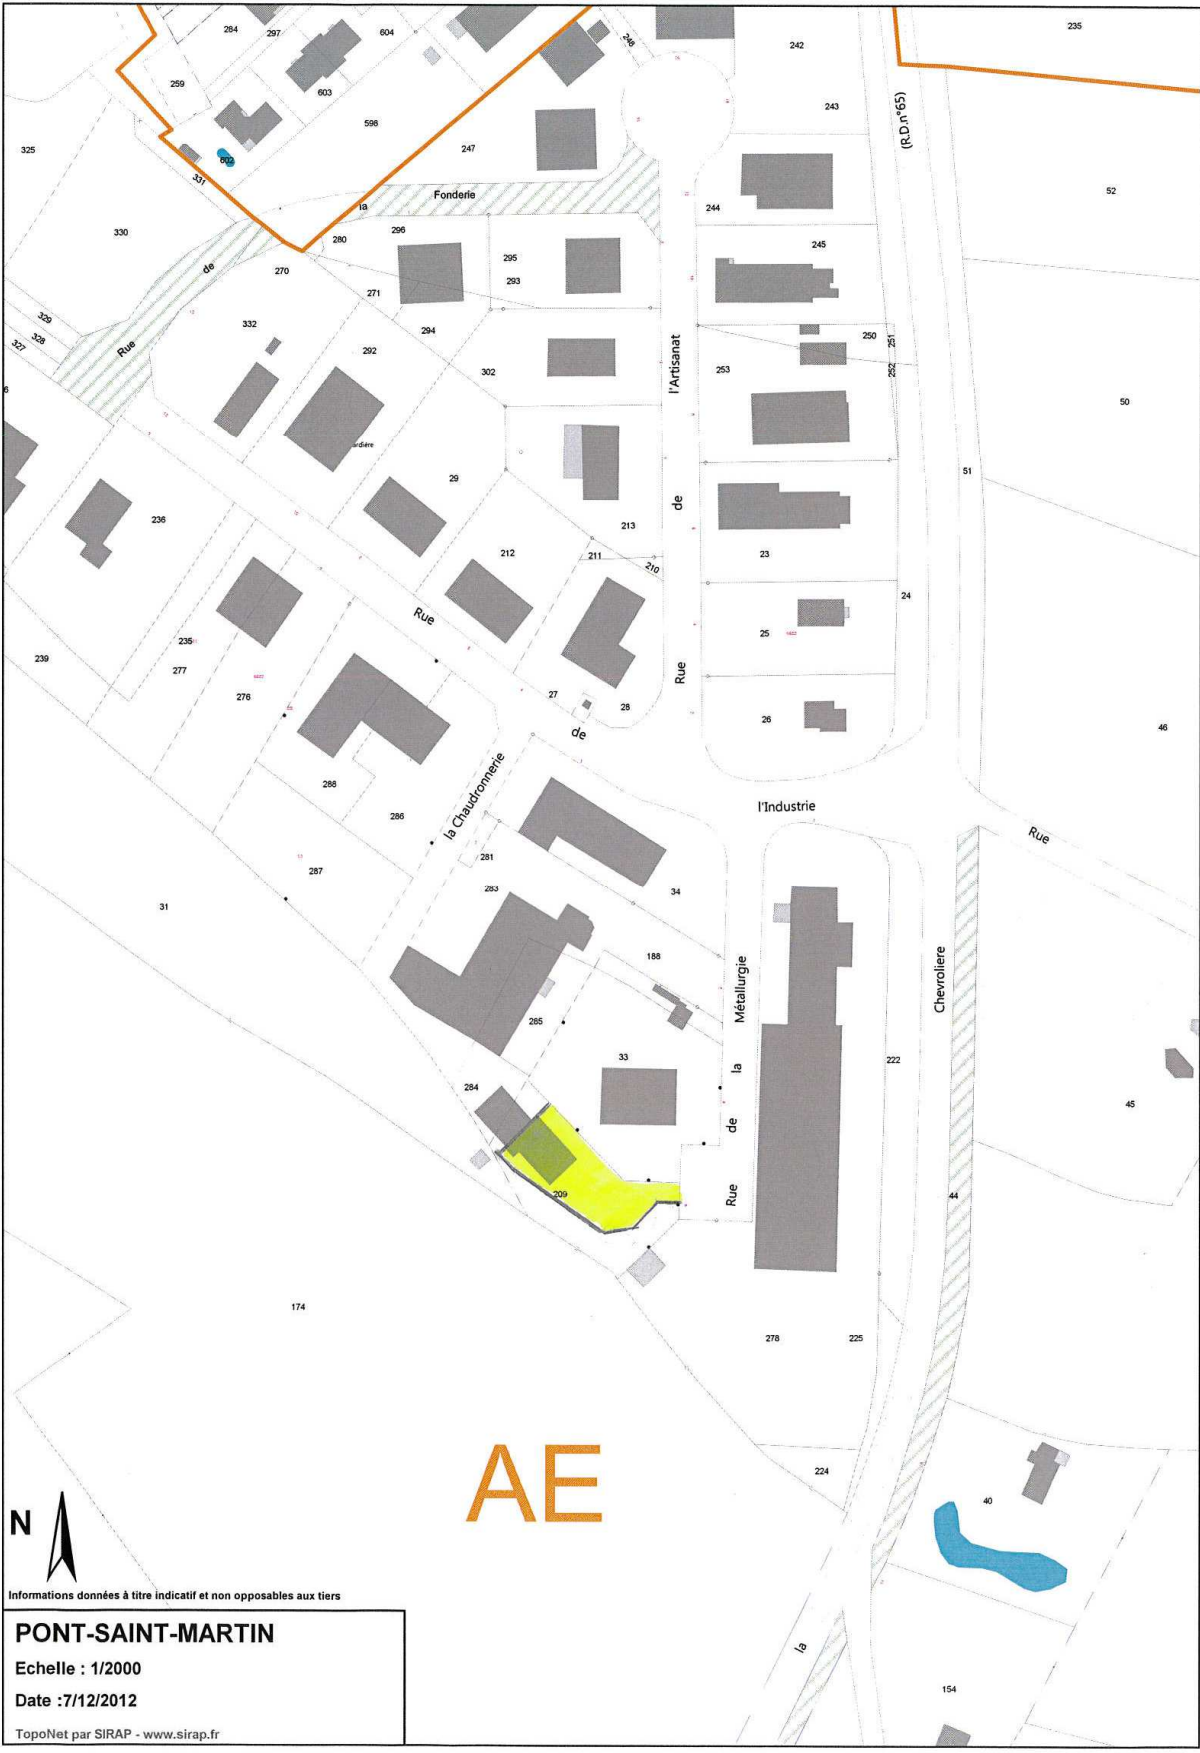 284
297
604
248
242
235
259
603
243
325
602
598
247
(R.D.n°65)
331
52
la
Fonderie
244
330
280
296
245
de
270
295
271
293
329
332
294
250
251
328
292
l'Artisanat
253
252
327
Rue
302
50
6
ardière
51
29
236
de
213
212
211
210
23
24
Rue
25
235
239
277
276
Rue
27
28
26
46
de
la Chaudronnerie
288
286
l'Industrie
Rue
281
287
283
34
31
188
Métallurgie
Chevroliere
285
33
la
222
284
45
de
209
Rue
44
174
278
225
AE
224
40
N
Informations données à titre indicatif et non opposables aux tiers
PONT-SAINT-MARTIN
Echelle : 1/2000
la
Date :7/12/2012
154
TopoNet par SIRAP - www.sirap.fr